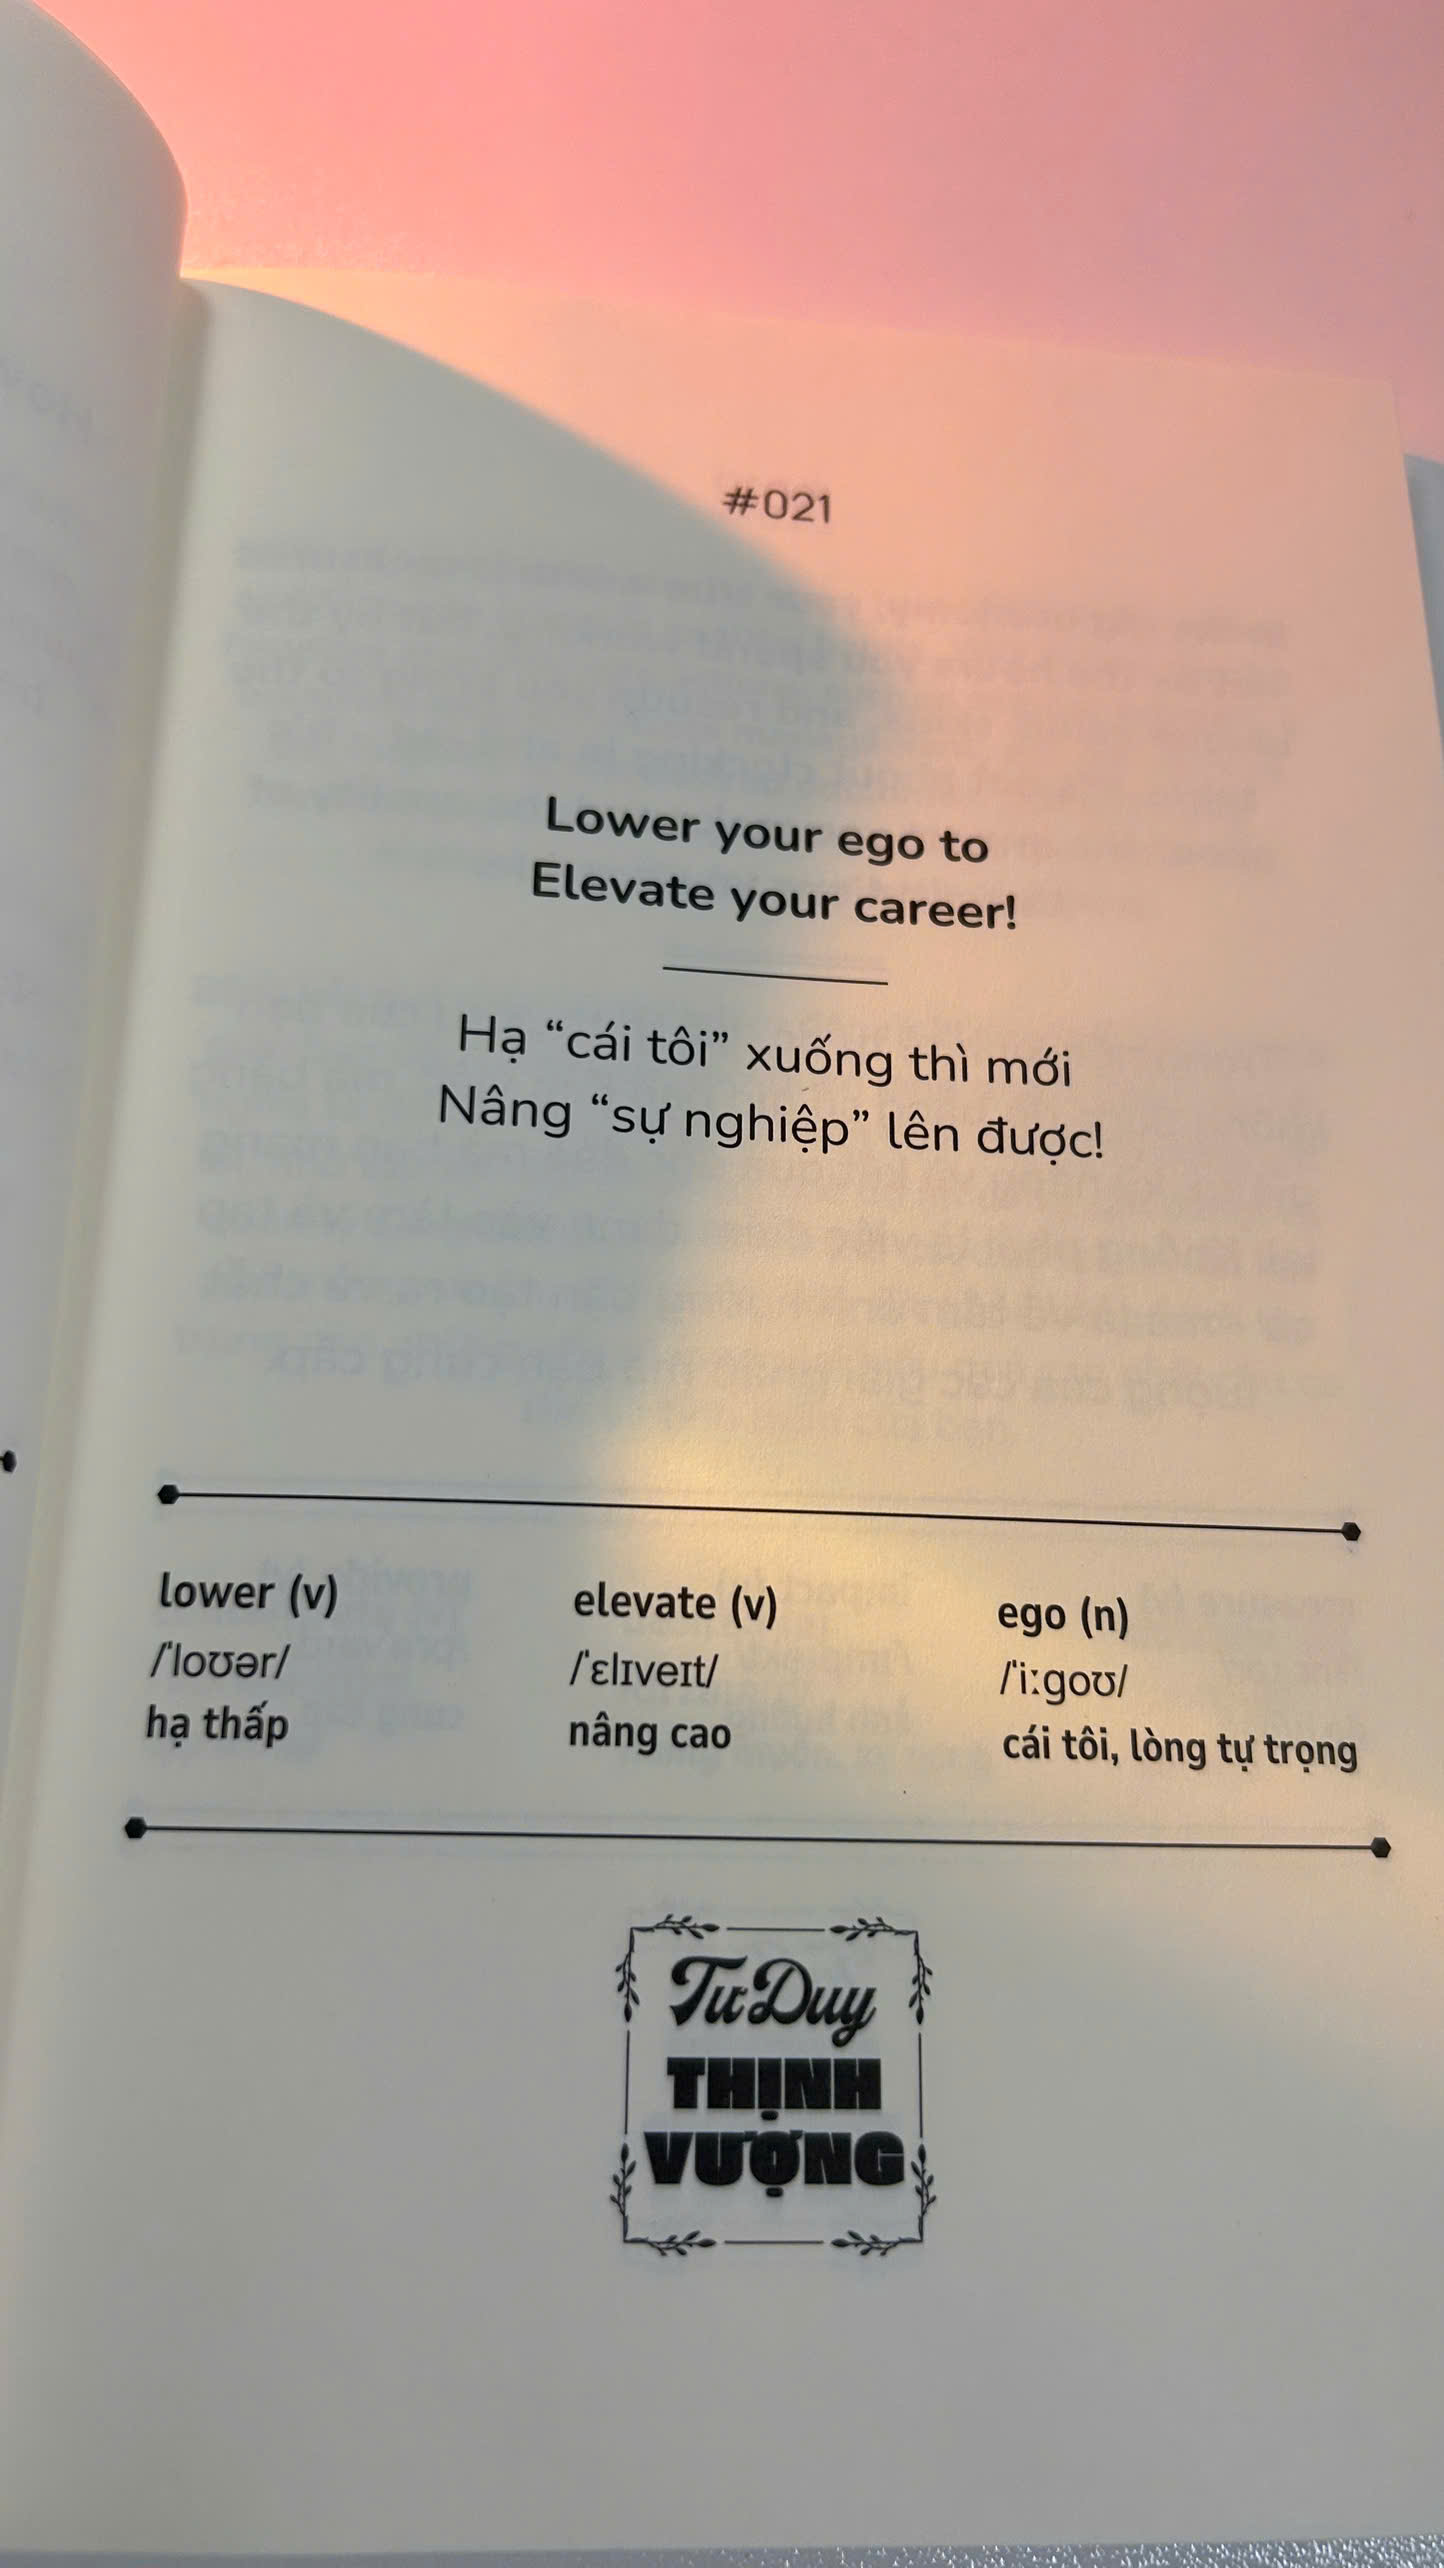 #021
Lower your ego to
Elevate your career!
Hạ “cái tôi” xuống thì mới
Nâng “sự nghiệp” lên được!
lower (v)
/ˈloʊər/
hạ thấp
elevate (v)
/ˈɛlɪveɪt/
nâng cao
ego (n)
/ˈiːgoʊ/
cái tôi, lòng tự trọng
Tư Duy
THỊNH
VƯỢNG